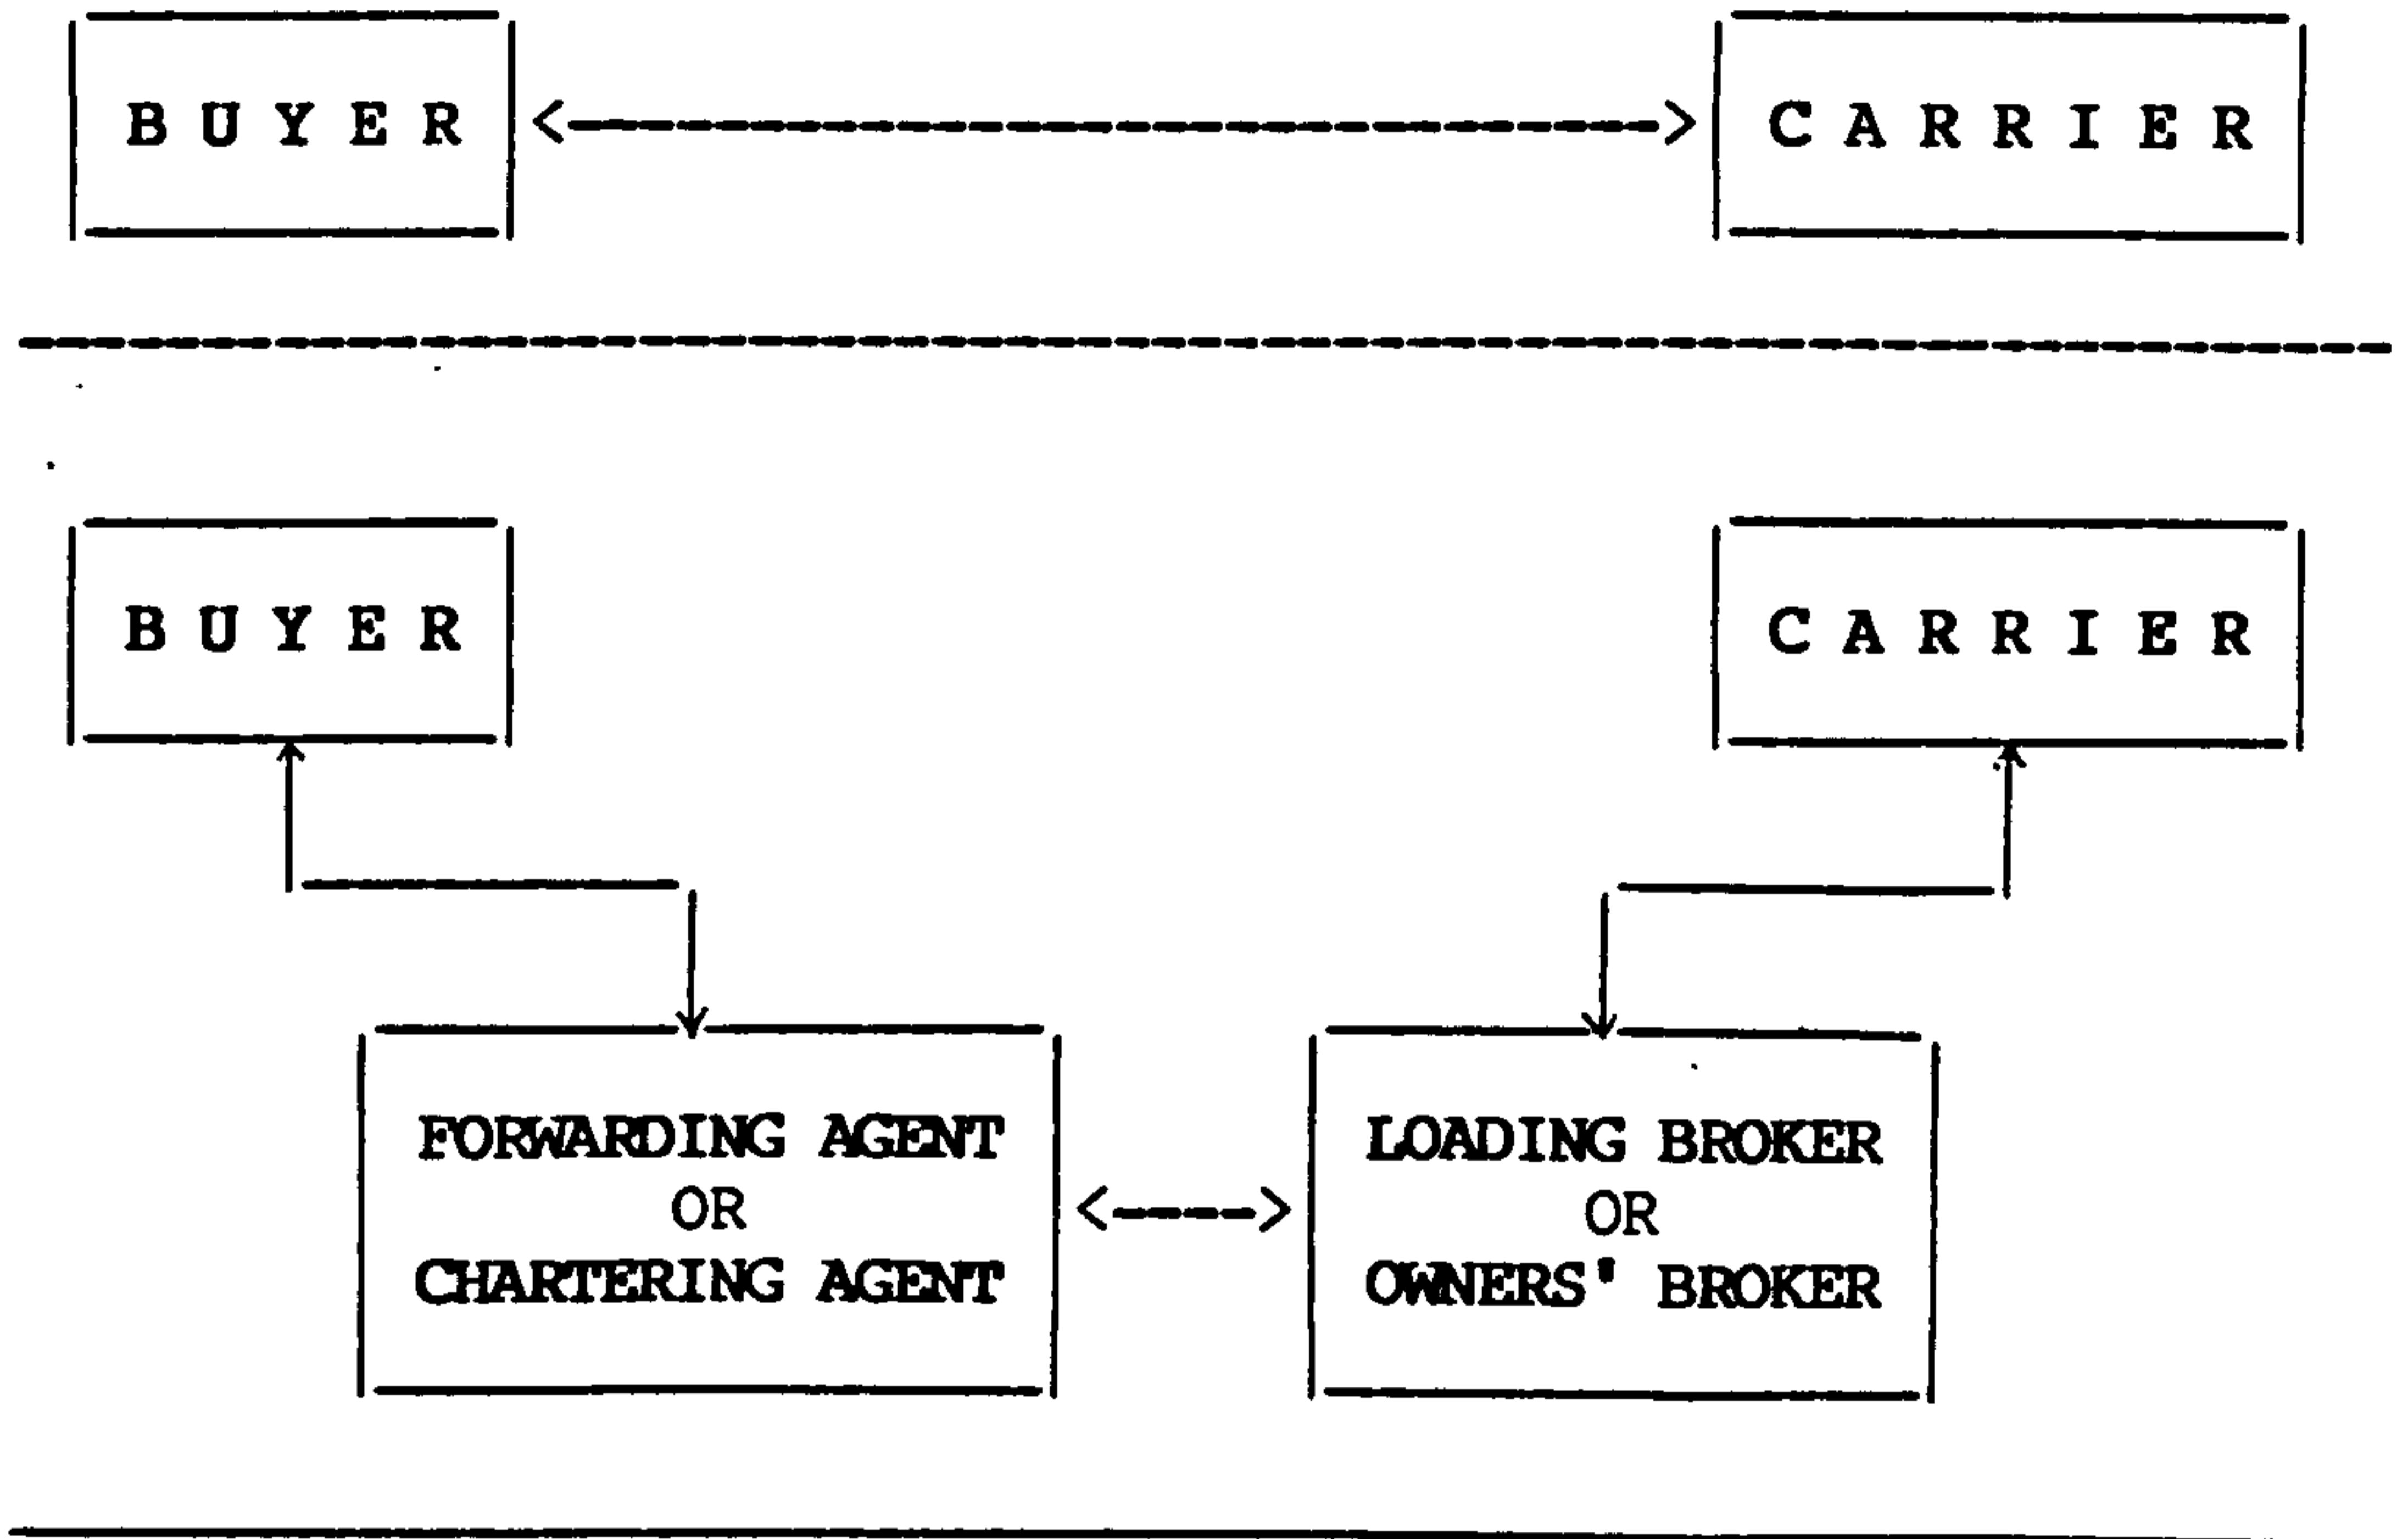 BUYER
CARRIER
BUYER
CARRIER
FORWARDING AGENT
OR
CHARTERING AGENT
LOADING BROKER
OR
OWNERS' BROKER